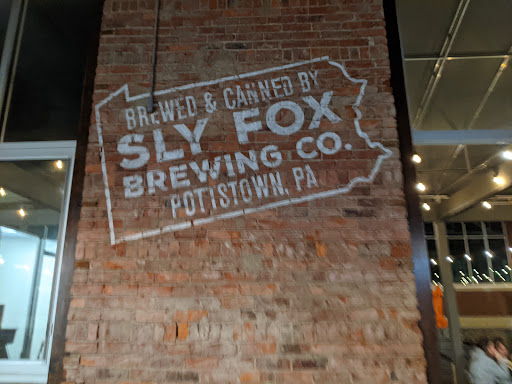 BREWED & CANNED BY
SLY FOX
BREWING CO.
POTTSTOWN, PA